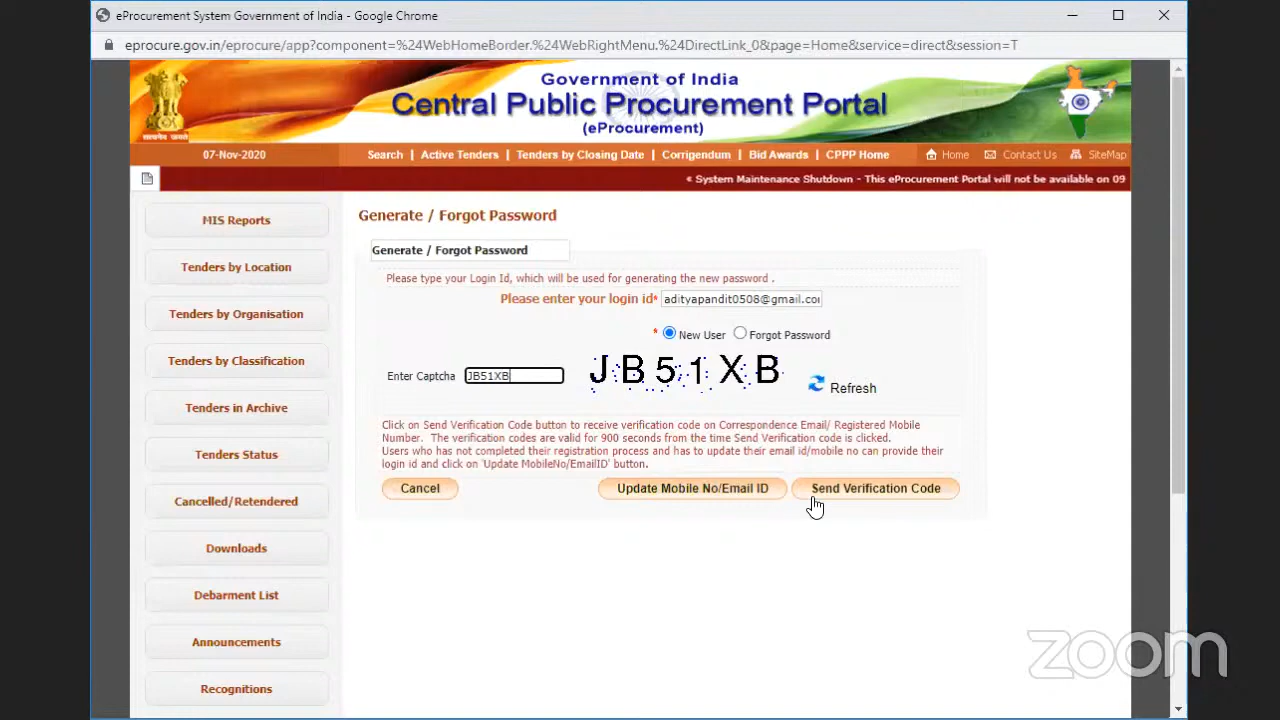 eProcurement System Government of India - Google Chrome
eprocure.gov.in/eprocure/app?component=%24WebHomeBorder.%24WebRightMenu.%24DirectLink_0&page=Home&service=direct&session=T
Government of India
Central Public Procurement Portal
(eProcurement)
सत्यमेव जयते
07-Nov-2020
Search | Active Tenders | Tenders by Closing Date | Corrigendum | Bid Awards | CPPP Home
Home
Contact Us
SiteMap
« System Maintenance Shutdown - This eProcurement Portal will not be available on 09
MIS Reports
Tenders by Location
Tenders by Organisation
Tenders by Classification
Tenders in Archive
Tenders Status
Cancelled/Retendered
Downloads
Debarment List
Announcements
Recognitions
Generate / Forgot Password
Generate / Forgot Password
Please type your Login Id, which will be used for generating the new password .
Please enter your login id* adityapandit0508@gmail.co
* New User Forgot Password
Enter Captcha JB51XB JB51XB Refresh
Click on Send Verification Code button to receive verification code on Correspondence Email/ Registered Mobile
Number. The verification codes are valid for 900 seconds from the time Send Verification code is clicked.
Users who has not completed their registration process and has to update their email id/mobile no can provide their
login id and click on 'Update MobileNo/EmailID' button.
Cancel
Update Mobile No/Email ID
Send Verification Code
zoom